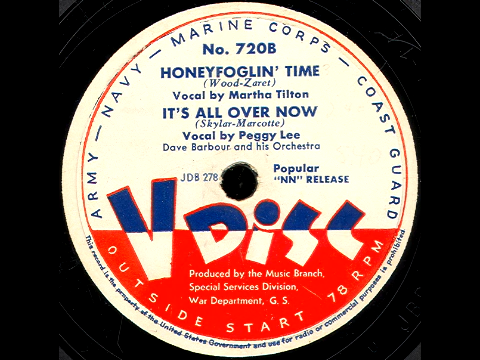 ARMY — NAVY — MARINE CORPS — COAST GUARD
No. 720B
HONEYFOGLIN' TIME
(Wood-Zaret)
Vocal by Martha Tilton
IT'S ALL OVER NOW
(Skylar-Marcotte)
Vocal by Peggy Lee
Dave Barbour and his Orchestra
JDB 278
Popular
"NN" RELEASE
V DiSC
Produced by the Music Branch,
Special Services Division,
War Department, G. S.
OUTSIDE START 78 RPM
This record is the property of the United States Government and use for radio or commercial purposes is prohibited.